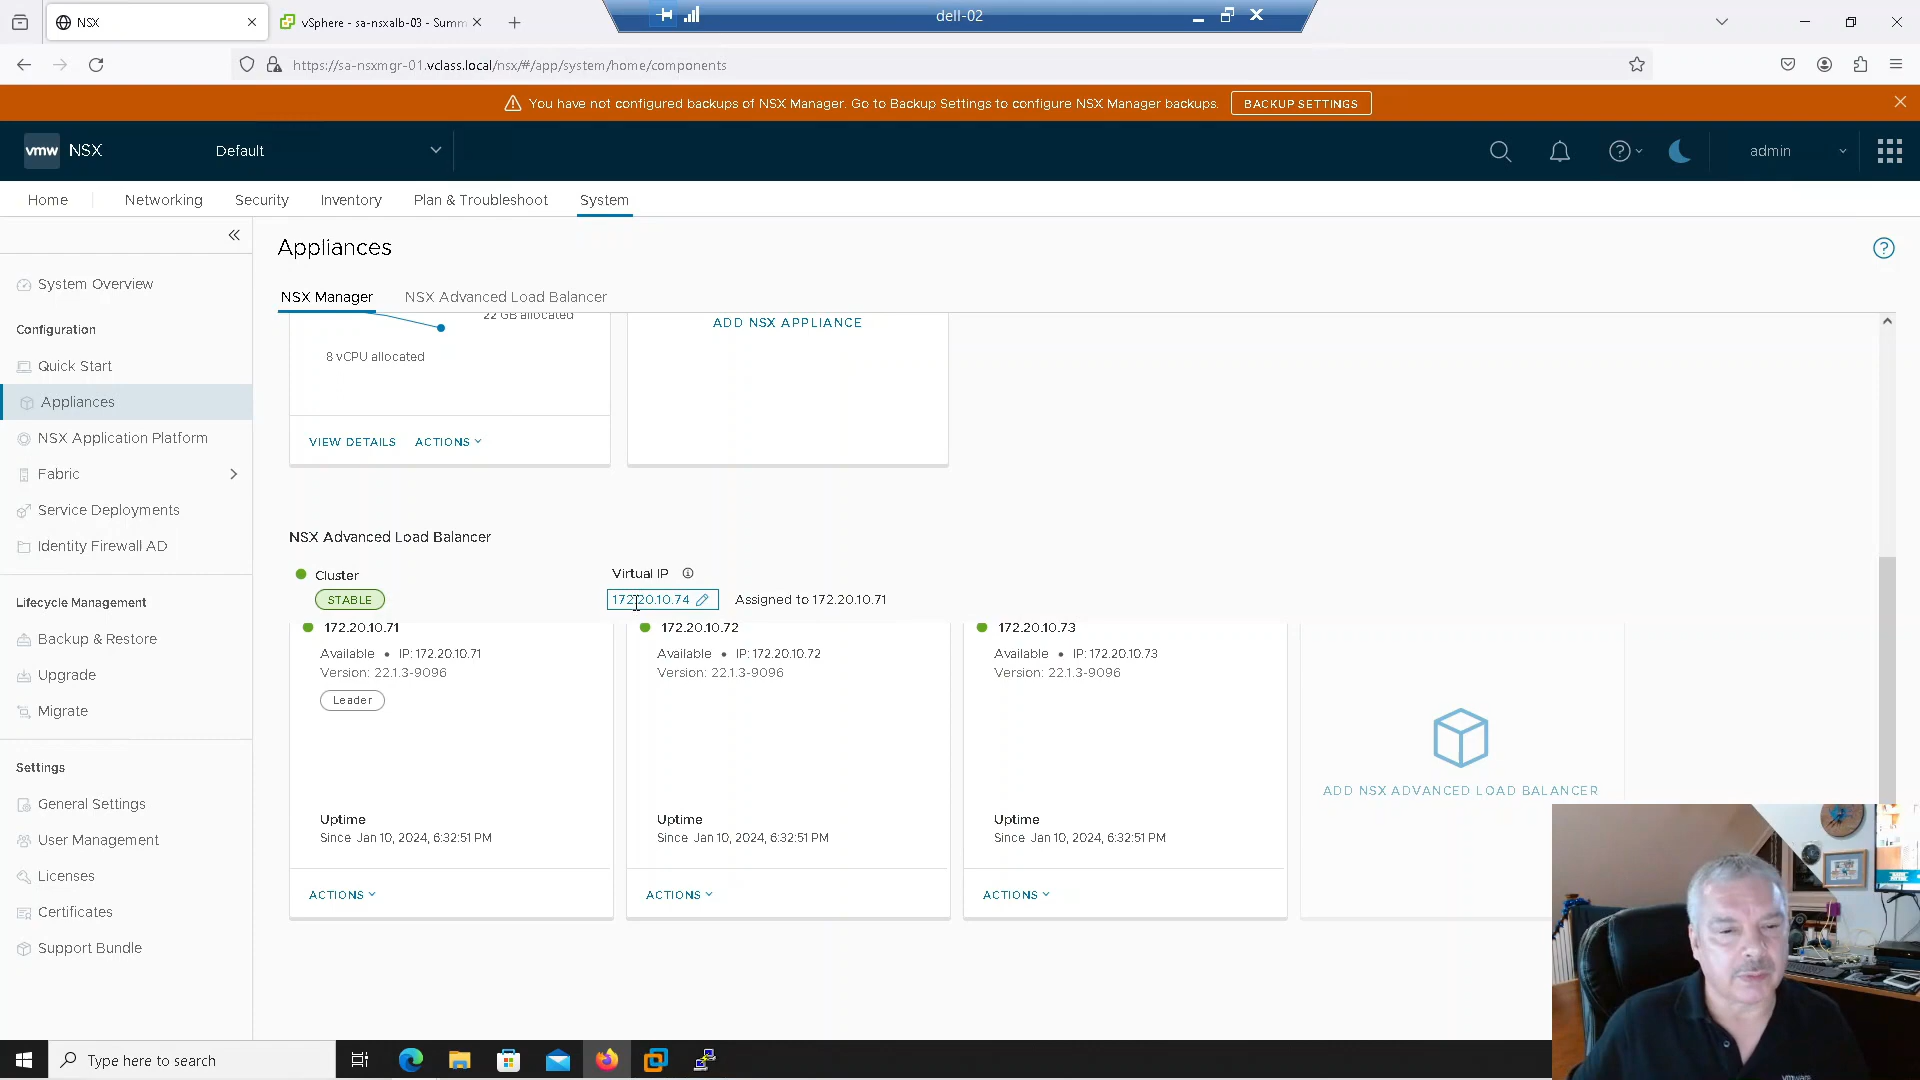 NSX
vSphere - sa-nsxalb-03 - Summ
dell-02
https://sa-nsxmgr-01.vclass.local/nsx/#/app/system/home/components
You have not configured backups of NSX Manager. Go to Backup Settings to configure NSX Manager backups.
BACKUP SETTINGS
vmw NSX
Default
admin
Home
Networking
Security
Inventory
Plan & Troubleshoot
System
Appliances
System Overview
NSX Manager
NSX Advanced Load Balancer
Configuration
22 GB allocated
ADD NSX APPLIANCE
8 vCPU allocated
Quick Start
Appliances
NSX Application Platform
VIEW DETAILS
ACTIONS
Fabric
Service Deployments
Identity Firewall AD
NSX Advanced Load Balancer
Cluster
Virtual IP
STABLE
172.20.10.74
Assigned to 172.20.10.71
Lifecycle Management
Backup & Restore
Upgrade
Migrate
172.20.10.71
Available • IP: 172.20.10.71
Version: 22.1.3-9096
Leader
Uptime
Since Jan 10, 2024, 6:32:51 PM
ACTIONS
172.20.10.72
Available • IP: 172.20.10.72
Version: 22.1.3-9096
Uptime
Since Jan 10, 2024, 6:32:51 PM
ACTIONS
172.20.10.73
Available • IP: 172.20.10.73
Version: 22.1.3-9096
Uptime
Since Jan 10, 2024, 6:32:51 PM
ACTIONS
ADD NSX ADVANCED LOAD BALANCER
Settings
General Settings
User Management
Licenses
Certificates
Support Bundle
Type here to search
vmware